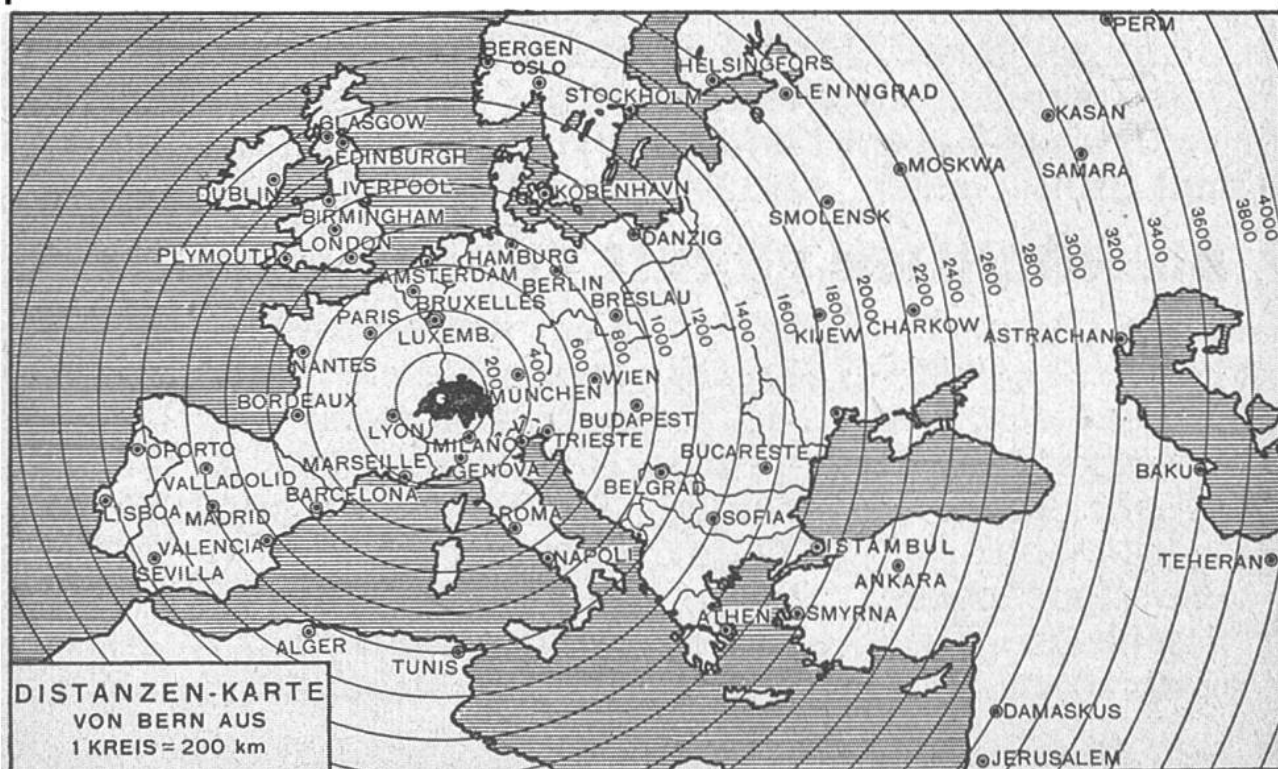 PERM
BERGEN
OSLO
HELSINGFORS
STOCKHOLM
LENINGRAD
KASAN
GLASGOW
EDINBURGH
MOSKWA
SAMARA
DUBLIN
LIVERPOOL
KÖBENHAVN
BIRMINGHAM
SMOLENSK
LONDON
PLYMOUTH
HAMBURG
DANZIG
AMSTERDAM
BERLIN
BRUXELLES
BRESLAU
PARIS
LUXEMB.
KIJEW
CHARKOW
ASTRACHAN
NANTES
200
400
600
800
1000
1200
1400
1600
1800
2000
2200
2400
2600
2800
3000
3200
3400
3600
3800
4000
MÜNCHEN
WIEN
BORDEAUX
LYON
BUDAPEST
MILANO
TRIESTE
OPORTO
MARSEILLE
GENOVA
BUCARESTE
VALLADOLID
BELGRAD
BAKU
BARCELONA
LISBOA
MADRID
ROMA
SOFIA
VALENCIA
NAPOLI
ISTAMBUL
TEHERAN
SEVILLA
ANKARA
ATHEN
SMYRNA
ALGER
TUNIS
DAMASKUS
JERUSALEM
DISTANZEN-KARTE
VON BERN AUS
1 KREIS = 200 km